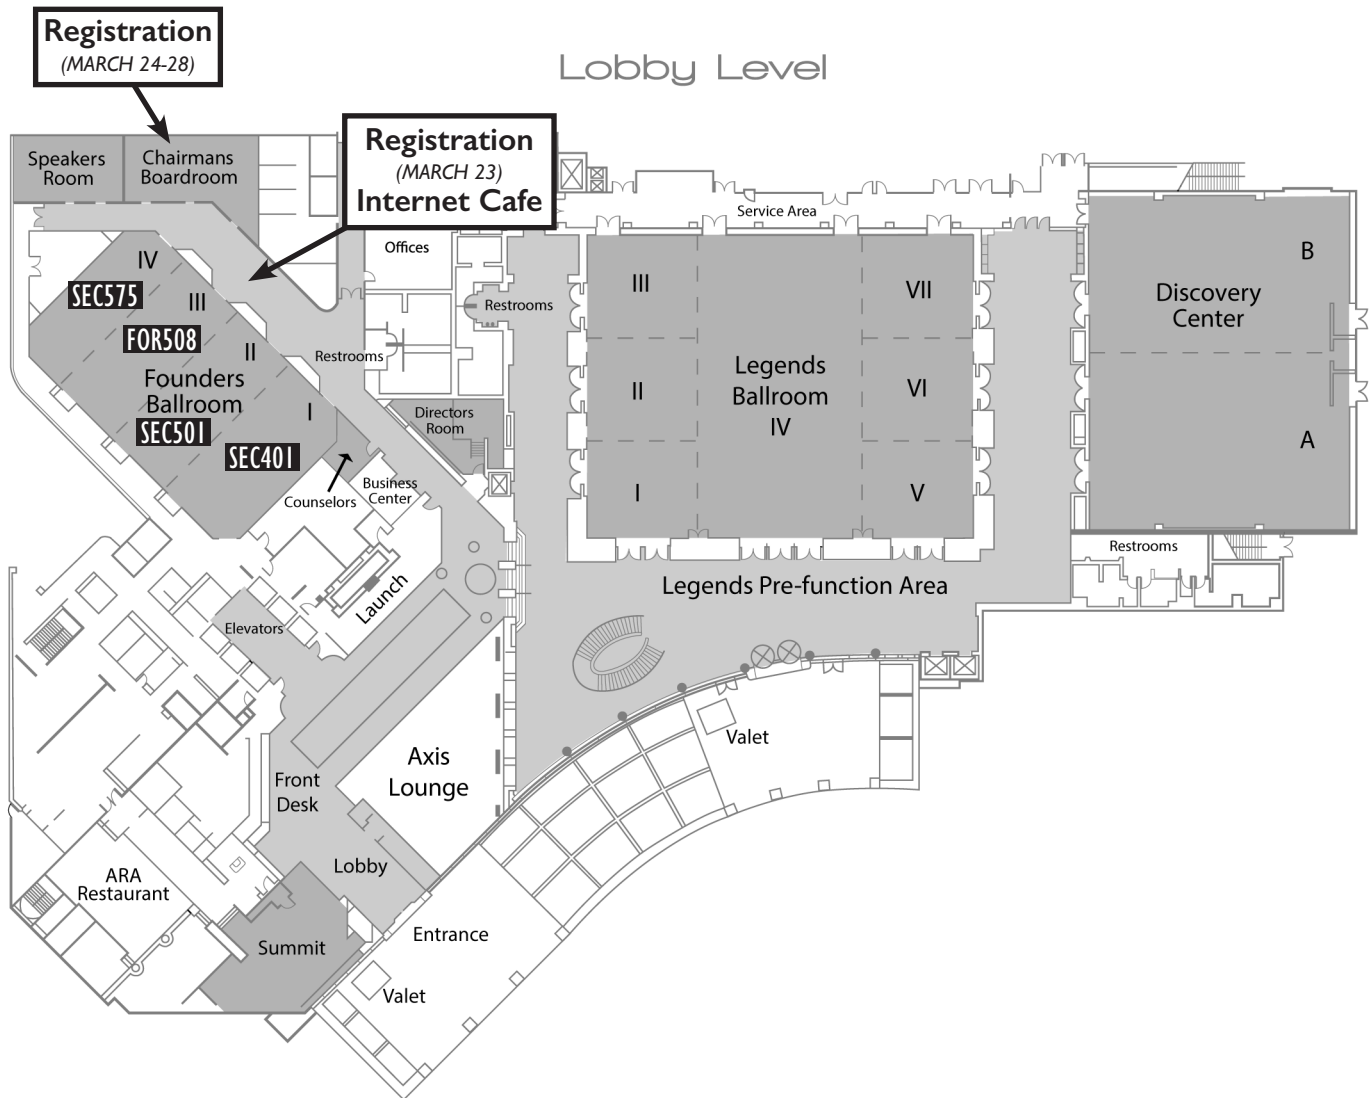 Registration
(MARCH 24-28)
Lobby Level
Registration
(MARCH 23)
Internet Cafe
Speakers
Room
Chairmans
Boardroom
Service Area
Offices
IV
SEC575
III
FOR508
II
Founders
Ballroom
I
SEC501
SEC401
Restrooms
Restrooms
Directors
Room
Counselors
Business
Center
Launch
Elevators
III
VII
II
Legends
Ballroom
IV
VI
I
V
B
Discovery
Center
A
Restrooms
Legends Pre-function Area
Valet
Axis
Lounge
Front
Desk
Lobby
ARA
Restaurant
Summit
Entrance
Valet